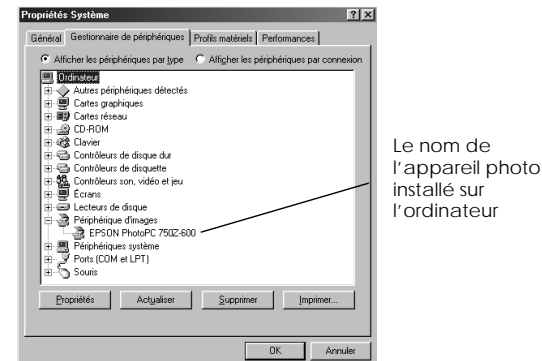 Propriétés Système
Général Gestionnaire de périphériques Profils matériels Performances
Afficher les périphériques par type Afficher les périphériques par connexion
Ordinateur
Autres périphériques détectés
Cartes graphiques
Cartes réseau
CD-ROM
Clavier
Contrôleurs de disque dur
Contrôleurs de disquette
Contrôleurs son, vidéo et jeu
Écrans
Lecteurs de disque
Périphérique d'images
EPSON PhotoPC 750Z-600
Périphériques système
Ports (COM et LPT)
Souris
Propriétés Actualiser Supprimer Imprimer...
OK Annuler
Le nom de
l'appareil photo
installé sur
l'ordinateur